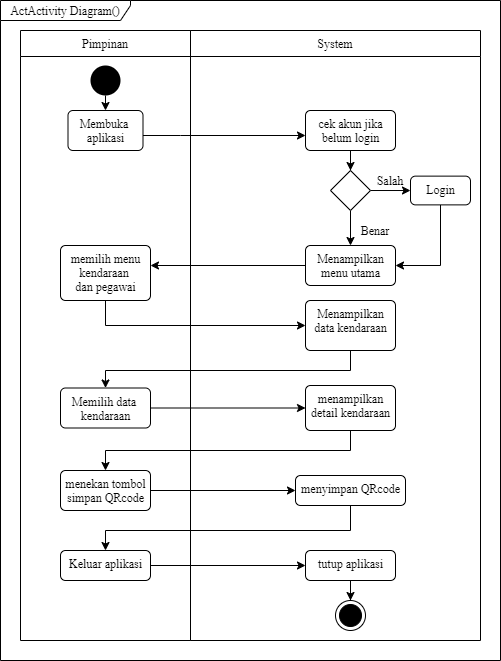 ActActivity Diagram()
Pimpinan
System
Membuka
aplikasi
cek akun jika
belum login
Salah
Login
Benar
Menampilkan
menu utama
memilih menu
kendaraan
dan pegawai
Menampilkan
data kendaraan
Memilih data
kendaraan
menampilkan
detail kendaraan
menekan tombol
simpan QRcode
menyimpan QRcode
Keluar aplikasi
tutup aplikasi